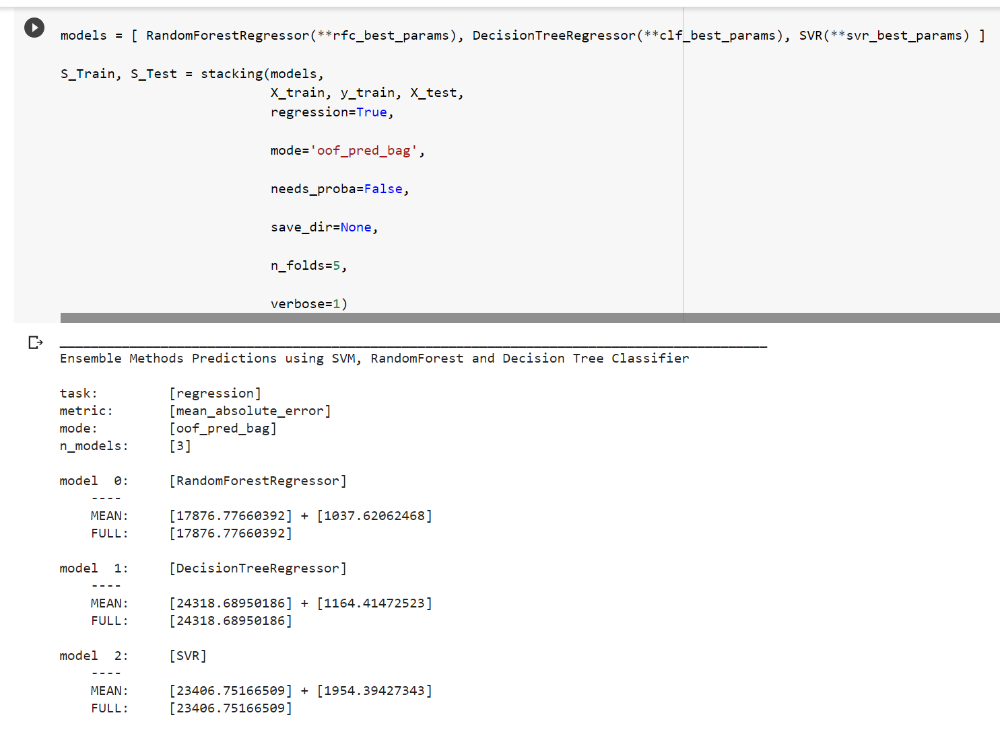 models = [ RandomForestRegressor(**rfc_best_params), DecisionTreeRegressor(**clf_best_params), SVR(**svr_best_params) ]
S_Train, S_Test = stacking(models,
X_train, y_train, X_test,
regression=True,
mode='oof_pred_bag',
needs_proba=False,
save_dir=None,
n_folds=5,
verbose=1)
Ensemble Methods Predictions using SVM, RandomForest and Decision Tree Classifier
task: [regression]
metric: [mean_absolute_error]
mode: [oof_pred_bag]
n_models: [3]
model 0: [RandomForestRegressor]
----
MEAN: [17876.77660392] + [1037.62062468]
FULL: [17876.77660392]
model 1: [DecisionTreeRegressor]
----
MEAN: [24318.68950186] + [1164.41472523]
FULL: [24318.68950186]
model 2: [SVR]
----
MEAN: [23406.75166509] + [1954.39427343]
FULL: [23406.75166509]